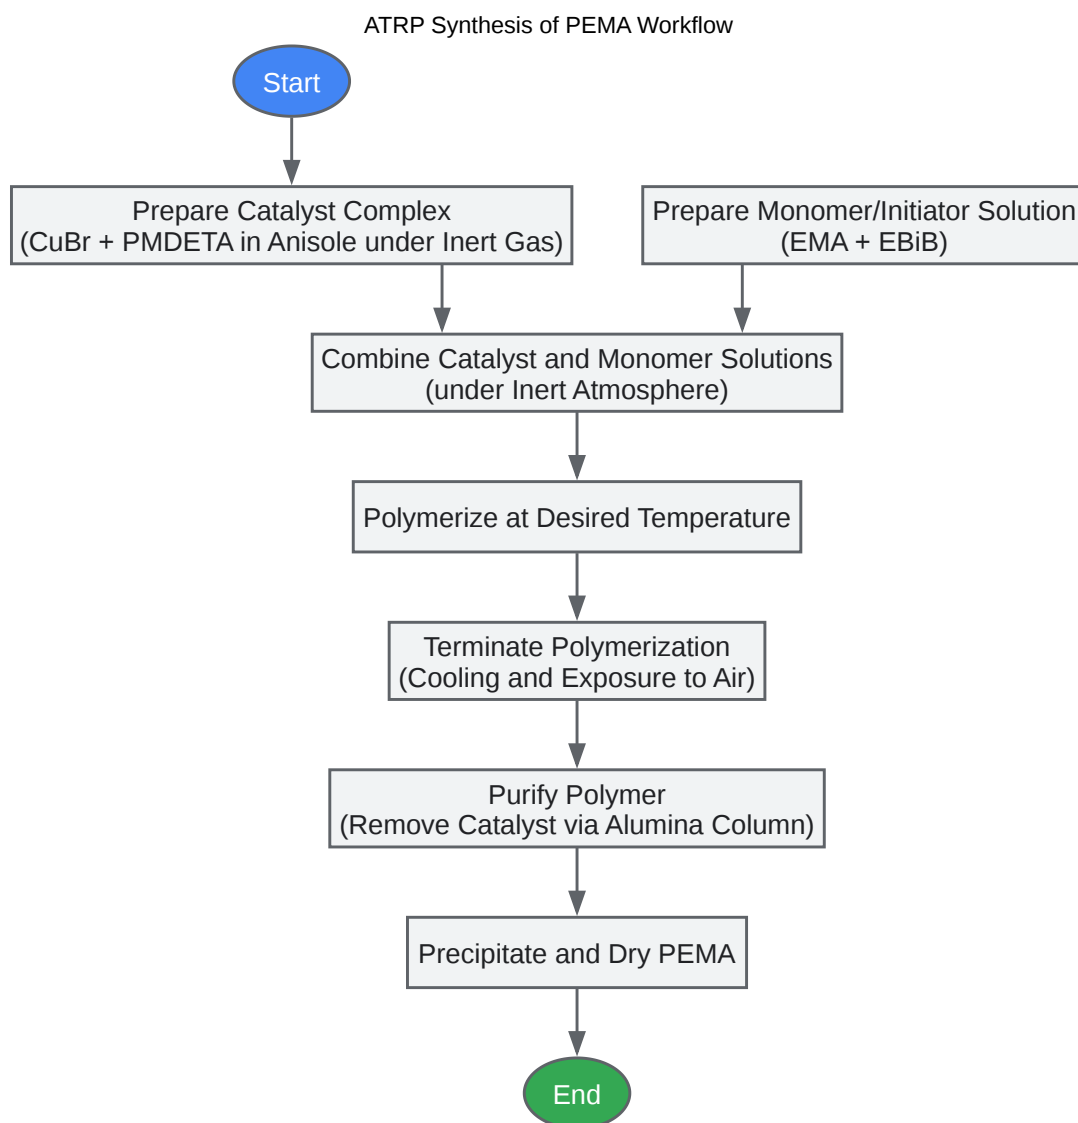 ATRP Synthesis of PEMA Workflow
Start
Prepare Catalyst Complex
(CuBr + PMDETA in Anisole under Inert Gas)
Prepare Monomer/Initiator Solution
(EMA + EBiB)
Combine Catalyst and Monomer Solutions
(under Inert Atmosphere)
Polymerize at Desired Temperature
Terminate Polymerization
(Cooling and Exposure to Air)
Purify Polymer
(Remove Catalyst via Alumina Column)
Precipitate and Dry PEMA
End